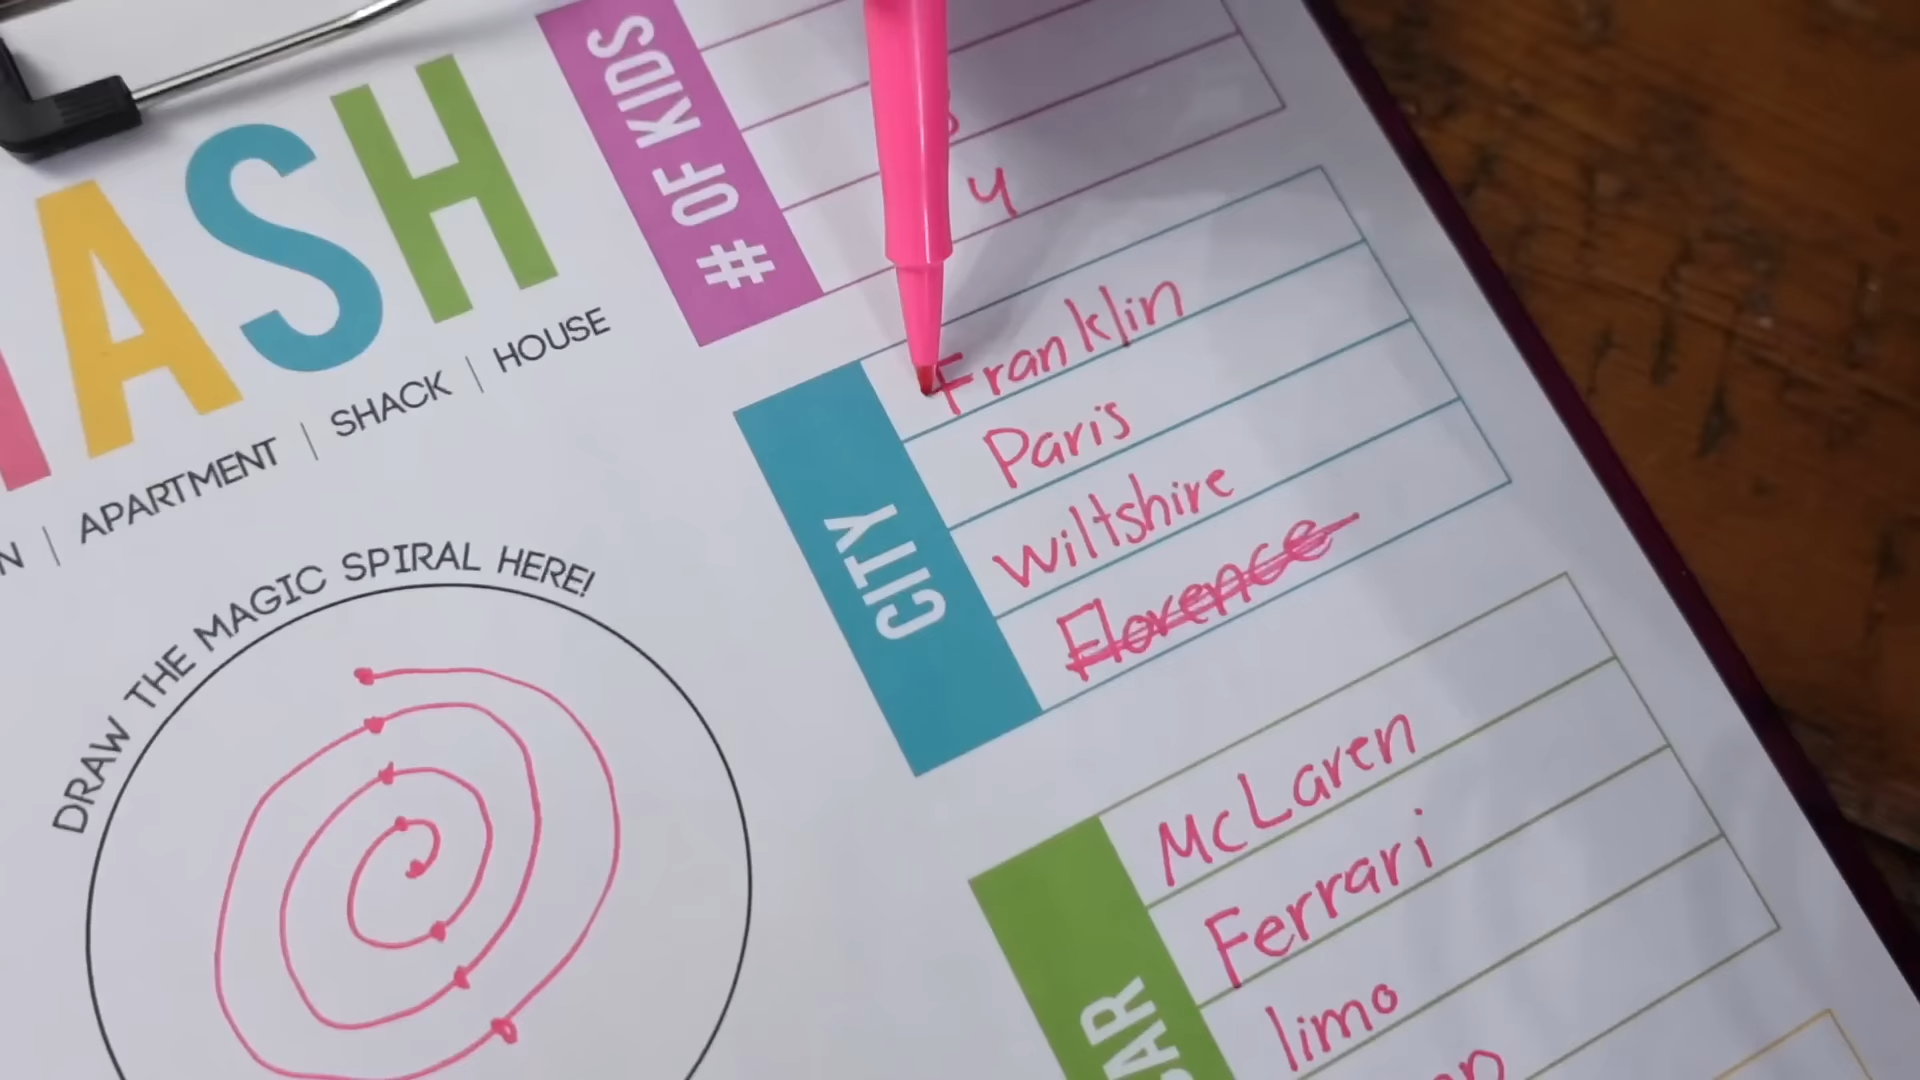 ASH
APARTMENT | SHACK | HOUSE
DRAW THE MAGIC SPIRAL HERE!
# OF KIDS
4
CITY
Franklin
Paris
Wiltshire
Florence
McLaren
Ferrari
limo